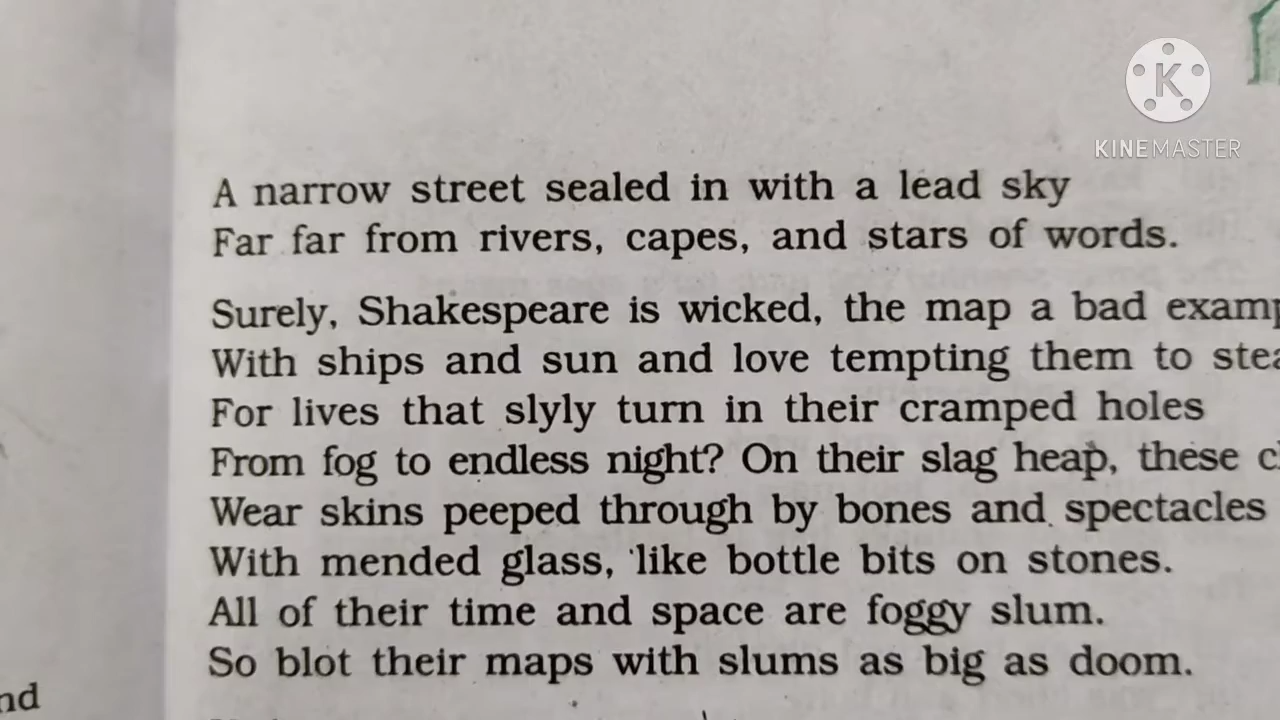 KINEMASTER
A narrow street sealed in with a lead sky
Far far from rivers, capes, and stars of words.
Surely, Shakespeare is wicked, the map a bad examp
With ships and sun and love tempting them to stea
For lives that slyly turn in their cramped holes
From fog to endless night? On their slag heap, these c
Wear skins peeped through by bones and spectacles
With mended glass, like bottle bits on stones.
All of their time and space are foggy slum.
So blot their maps with slums as big as doom.
nd